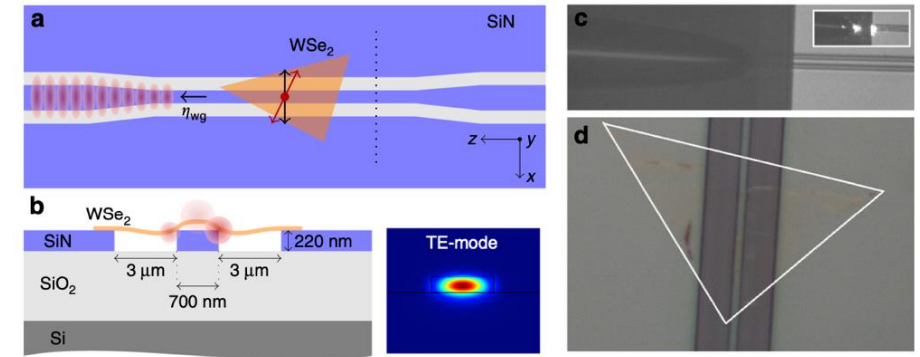 a
SiN
WSe2
ηwg
z
y
x
b
WSe2
SiN
220 nm
3 μm
3 μm
SiO2
700 nm
Si
TE-mode
c
d